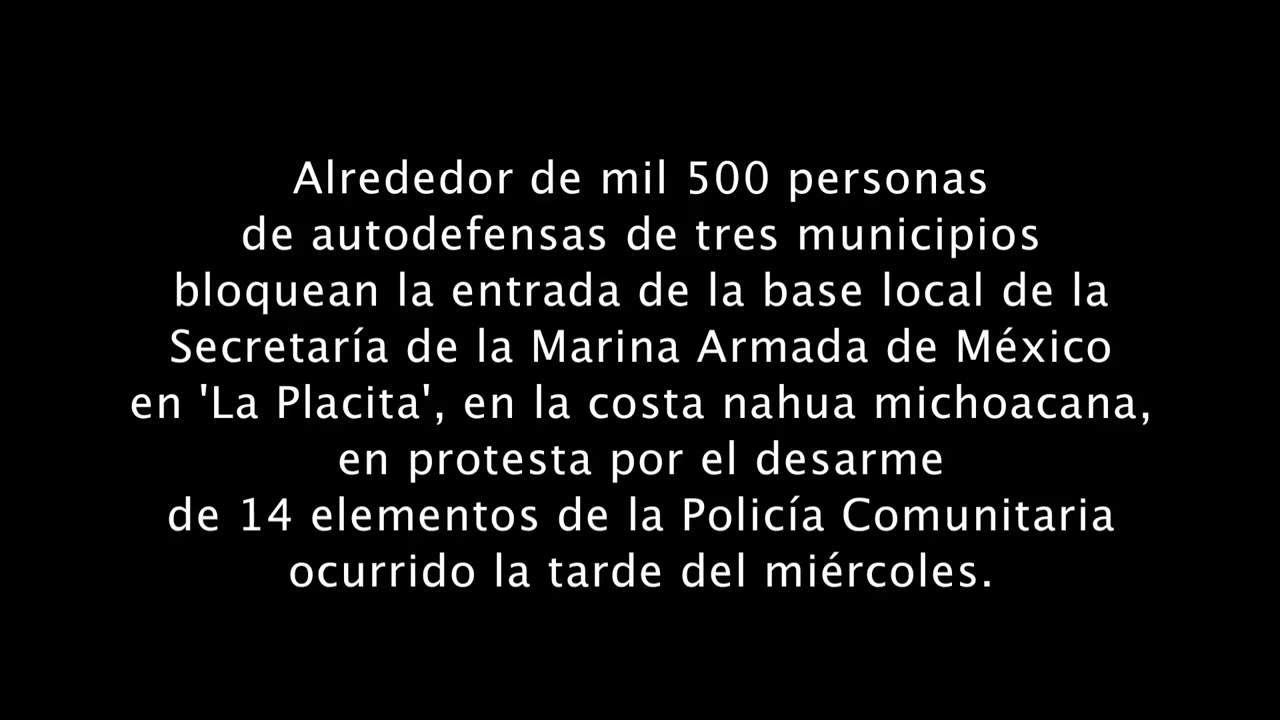 Alrededor de mil 500 personas
de autodefensas de tres municipios
bloquean la entrada de la base local de la
Secretaría de la Marina Armada de México
en 'La Placita', en la costa nahua michoacana,
en protesta por el desarme
de 14 elementos de la Policía Comunitaria
ocurrido la tarde del miércoles.